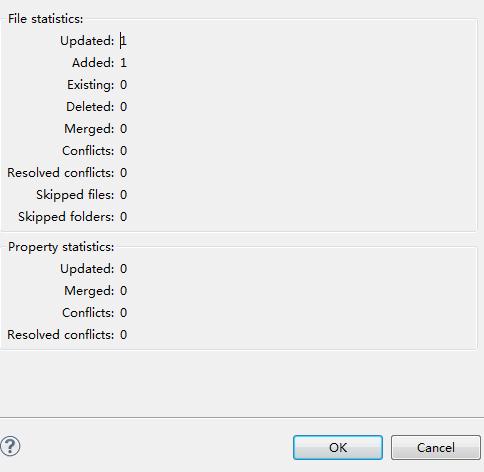 File statistics:
Updated: 1
Added: 1
Existing: 0
Deleted: 0
Merged: 0
Conflicts: 0
Resolved conflicts: 0
Skipped files: 0
Skipped folders: 0
Property statistics:
Updated: 0
Merged: 0
Conflicts: 0
Resolved conflicts: 0
? OK Cancel